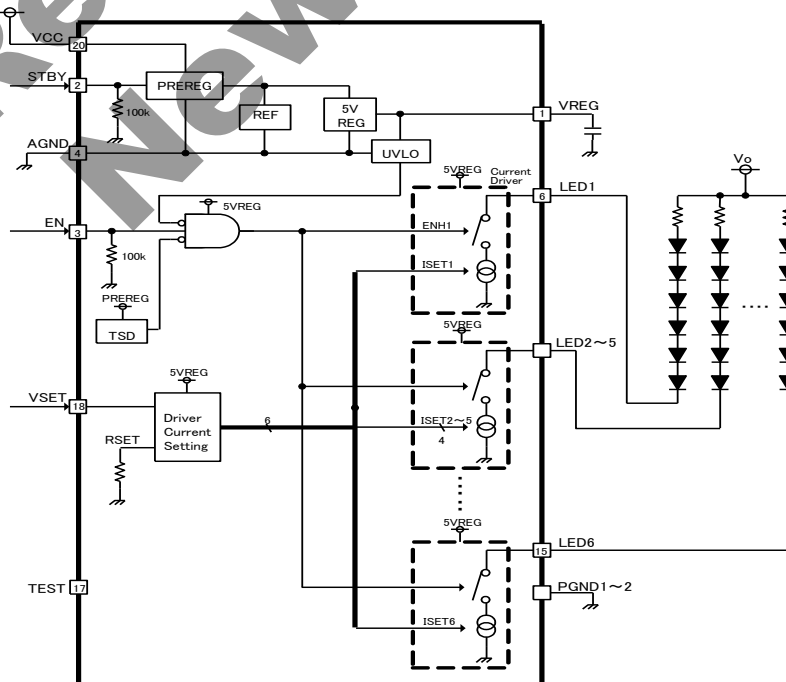 VCC
20
STBY
2
PREREG
100k
REF
5V
REG
1
VREG
AGND
4
UVLO
Vo
5VREG
Current
Driver
6
LED1
5VREG
EN
3
ENH1
100k
ISET1
PREREG
TSD
5VREG
LED2~5
5VREG
VSET
18
Driver
Current
Setting
6
ISET2~5
4
RSET
5VREG
15
LED6
TEST
17
PGND1~2
ISET6
New